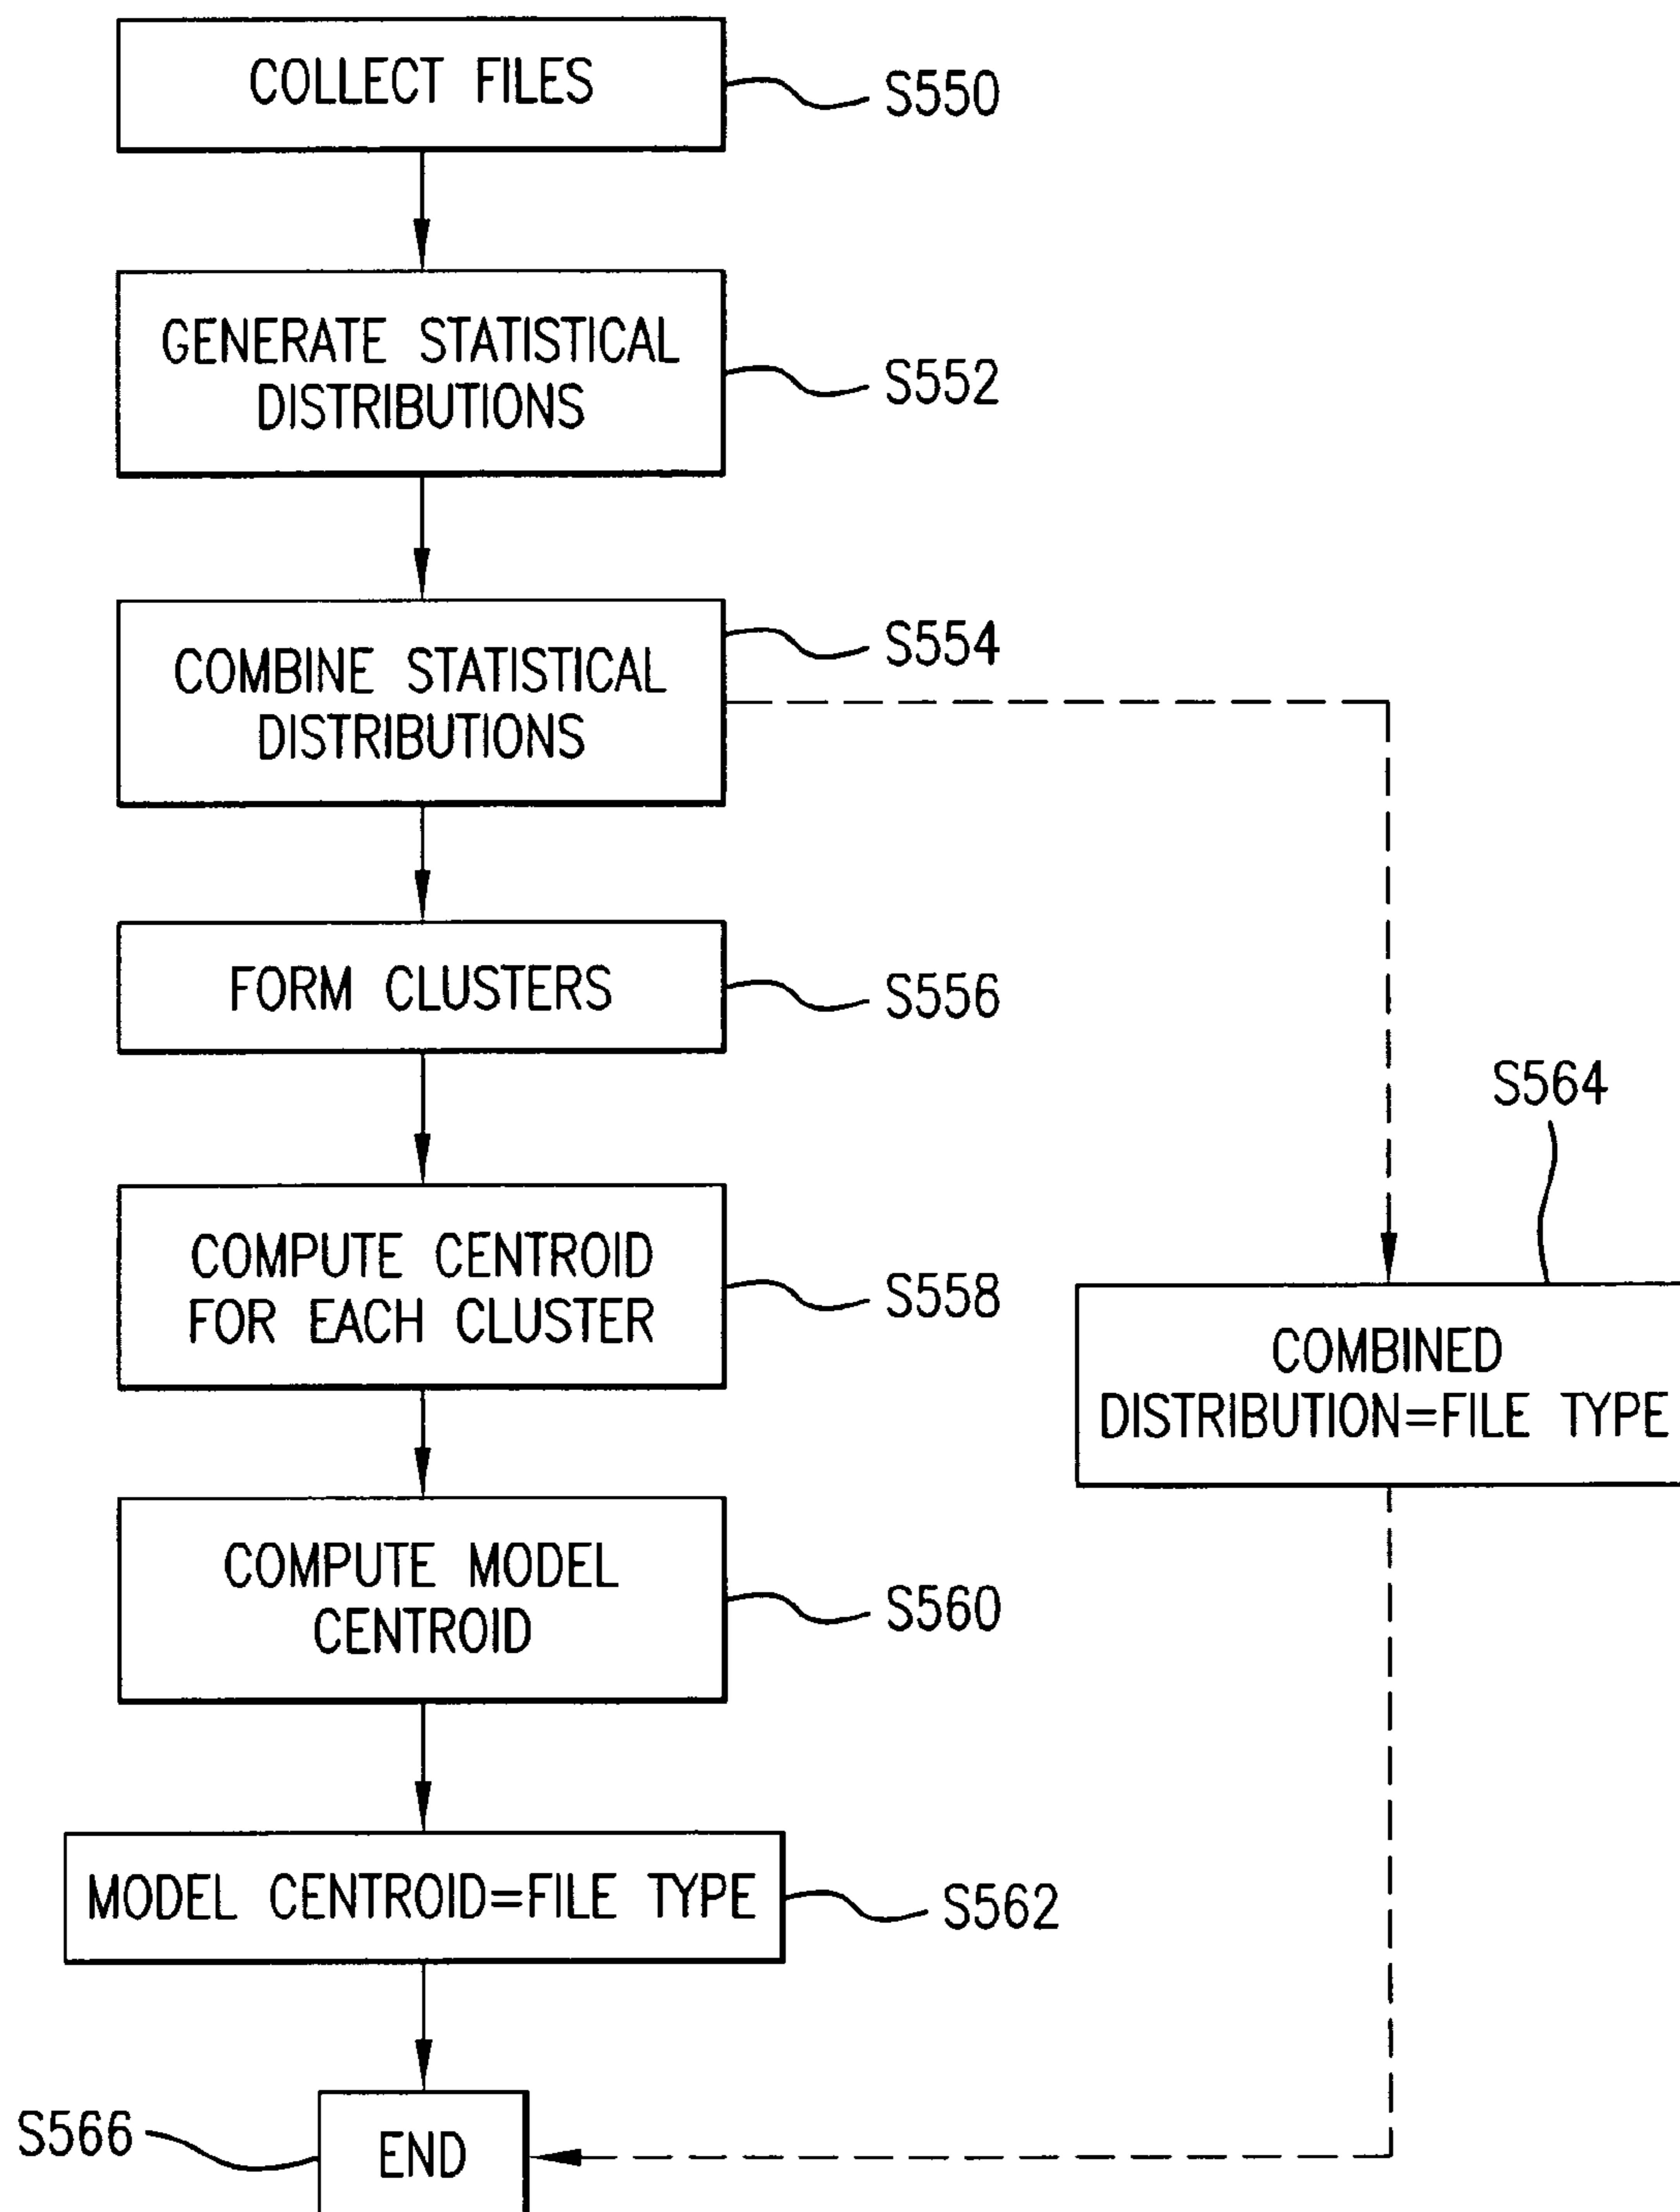 COLLECT FILES
S550
GENERATE STATISTICAL
DISTRIBUTIONS
S552
COMBINE STATISTICAL
DISTRIBUTIONS
S554
FORM CLUSTERS
S556
COMPUTE CENTROID
FOR EACH CLUSTER
S558
S564
COMBINED
DISTRIBUTION=FILE TYPE
COMPUTE MODEL
CENTROID
S560
MODEL CENTROID=FILE TYPE
S562
S566
END